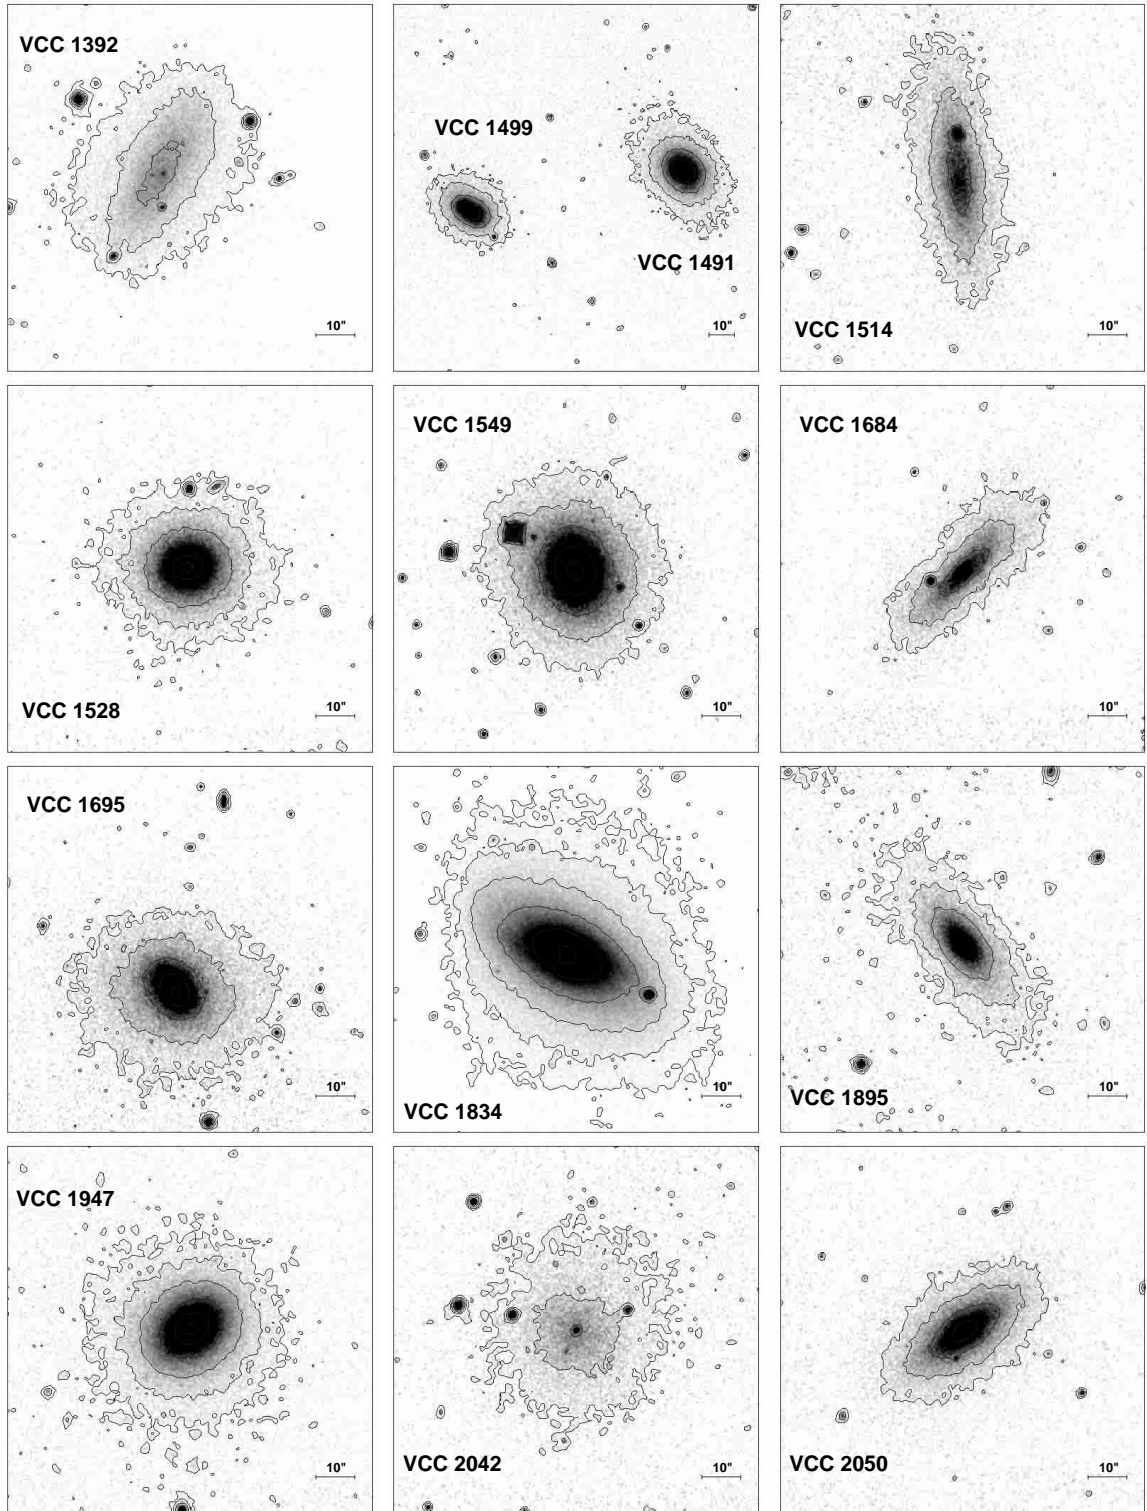 VCC 1392
10"
VCC 1499
VCC 1491
10"
VCC 1514
10"
VCC 1528
10"
VCC 1549
10"
VCC 1684
10"
VCC 1695
10"
VCC 1834
10"
VCC 1895
10"
VCC 1947
10"
VCC 2042
10"
VCC 2050
10"